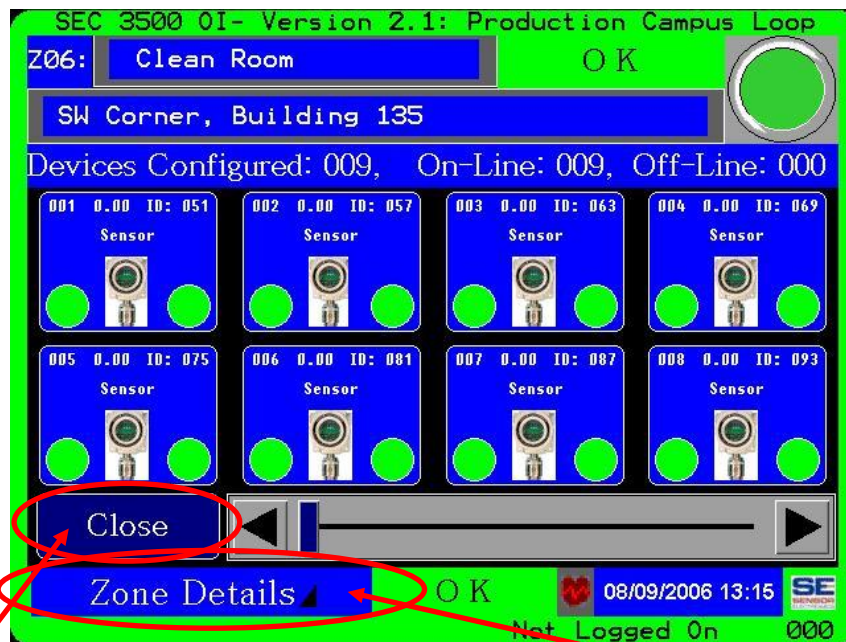 SEC 3500 OI- Version 2.1: Production Campus Loop
Z06: Clean Room OK
SW Corner, Building 135
Devices Configured: 009, On-Line: 009, Off-Line: 000
001 0.00 ID: 051 002 0.00 ID: 057 003 0.00 ID: 063 004 0.00 ID: 069
Sensor Sensor Sensor Sensor
005 0.00 ID: 075 006 0.00 ID: 081 007 0.00 ID: 087 008 0.00 ID: 093
Sensor Sensor Sensor Sensor
Close
Zone Details OK 08/09/2006 13:15 SE
SENSOR
Not Logged On 000